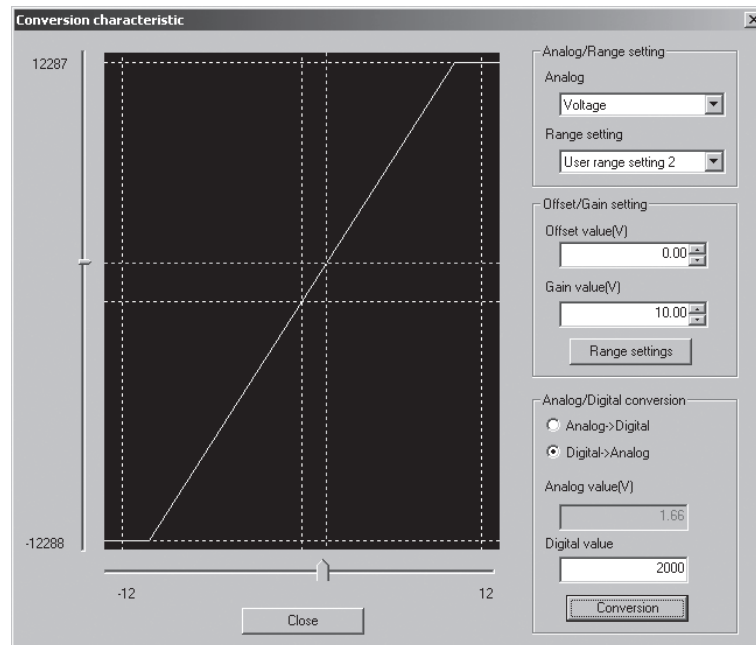 Conversion characteristic
12287
-12288
-12
12
Close
Analog/Range setting
Analog
Voltage
Range setting
User range setting 2
Offset/Gain setting
Offset value(V)
0.00
Gain value(V)
10.00
Range settings
Analog/Digital conversion
Analog->Digital
Digital->Analog
Analog value(V)
1.66
Digital value
2000
Conversion